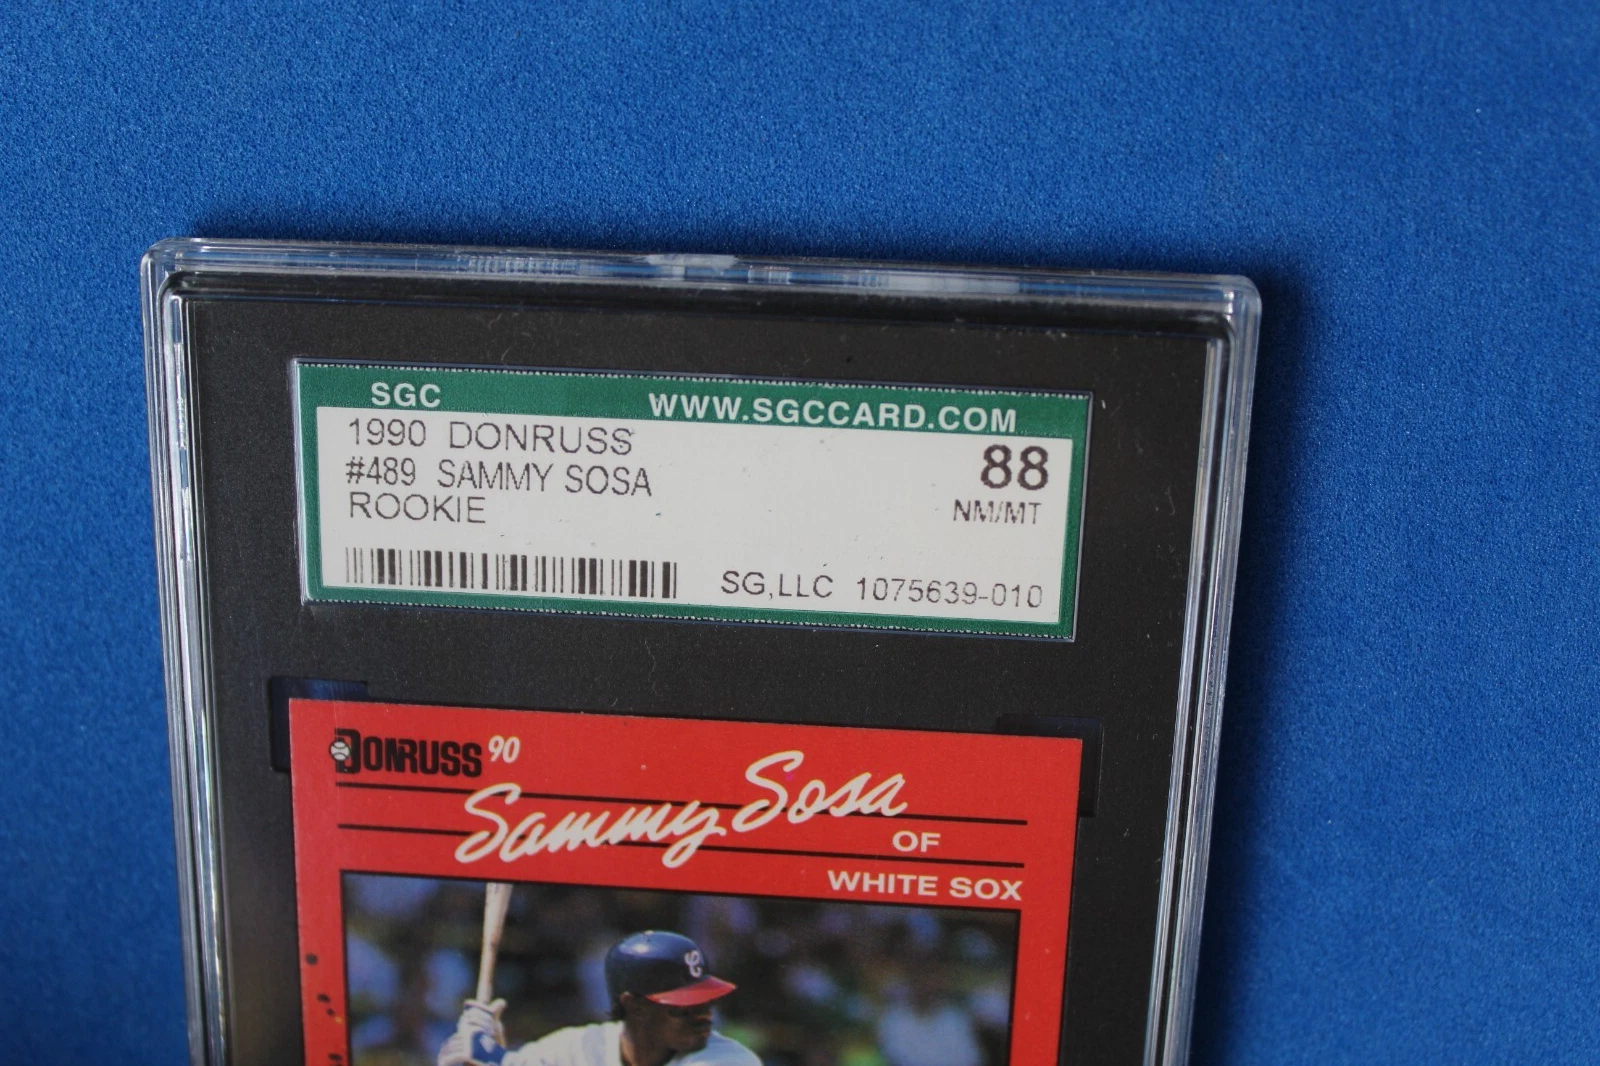 SGC WWW.SGCCARD.COM
1990 DONRUSS 88
#489 SAMMY SOSA
ROOKIE NM/MT
SG,LLC 1075639-010
DONRUSS 90
Sammy Sosa
OF
WHITE SOX
C